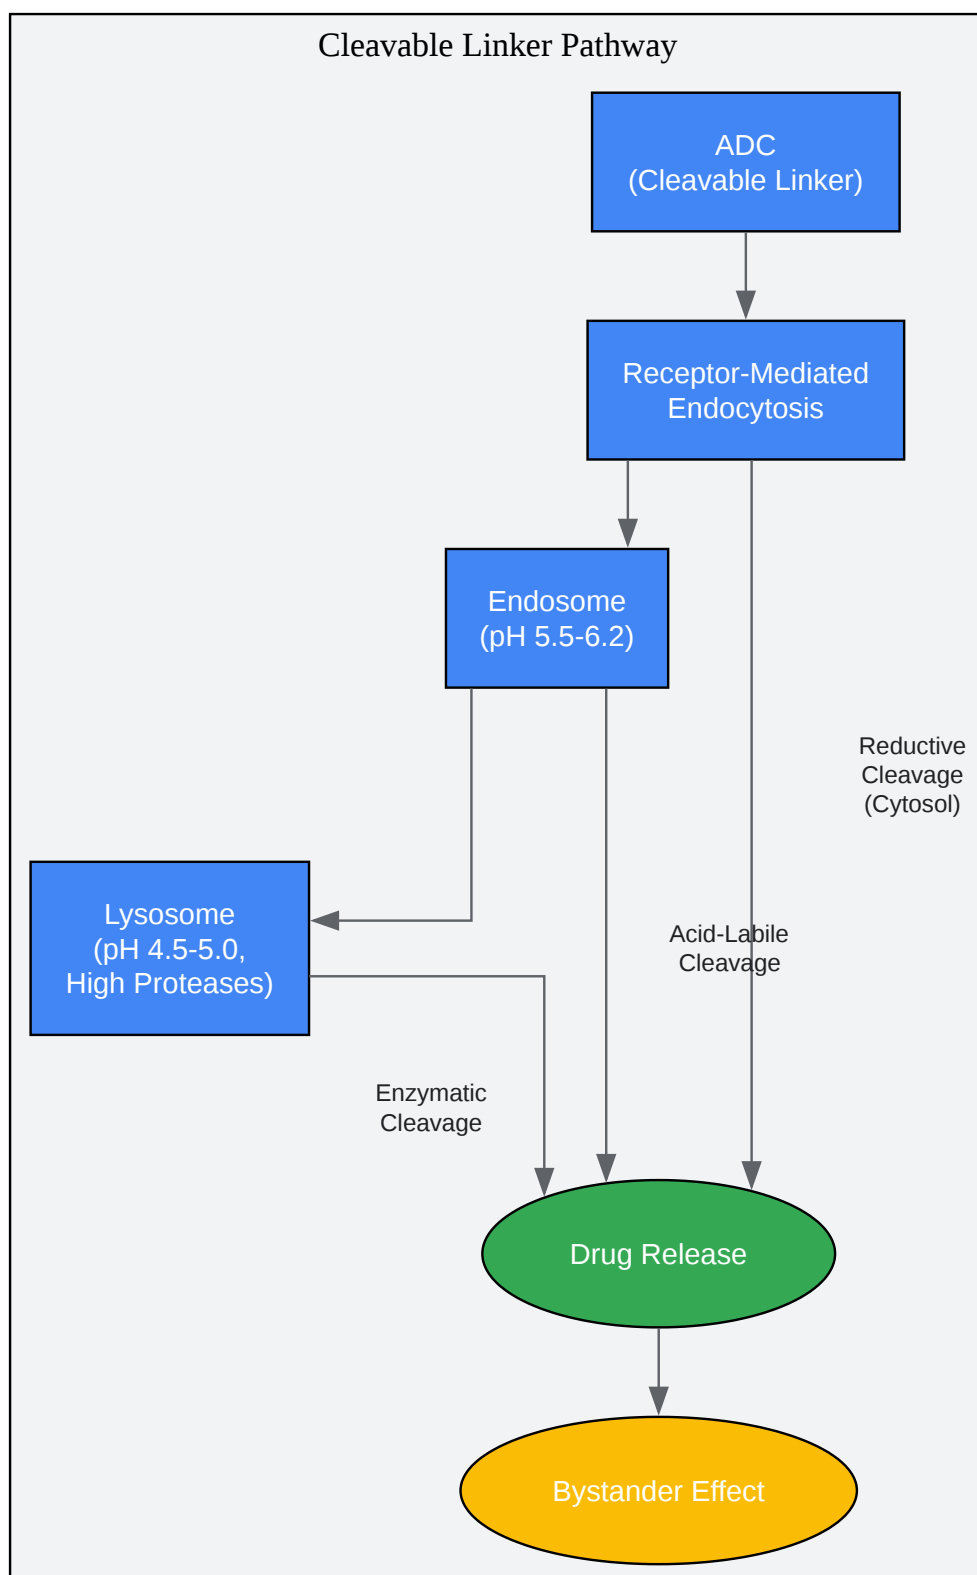 Cleavable Linker Pathway
ADC
(Cleavable Linker)
Receptor-Mediated
Endocytosis
Endosome
(pH 5.5-6.2)
Reductive
Cleavage
(Cytosol)
Lysosome
(pH 4.5-5.0,
High Proteases)
Acid-Labile
Cleavage
Enzymatic
Cleavage
Drug Release
Bystander Effect